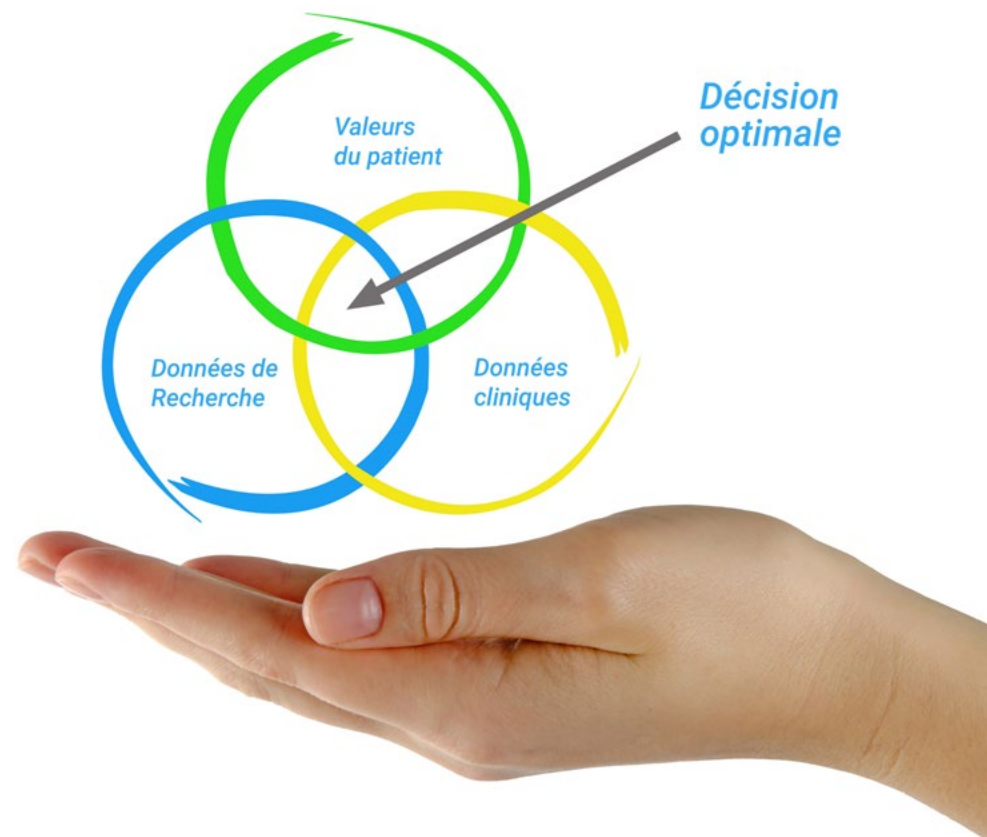 Valeurs
du patient
Décision
optimale
Données de
Recherche
Données
cliniques